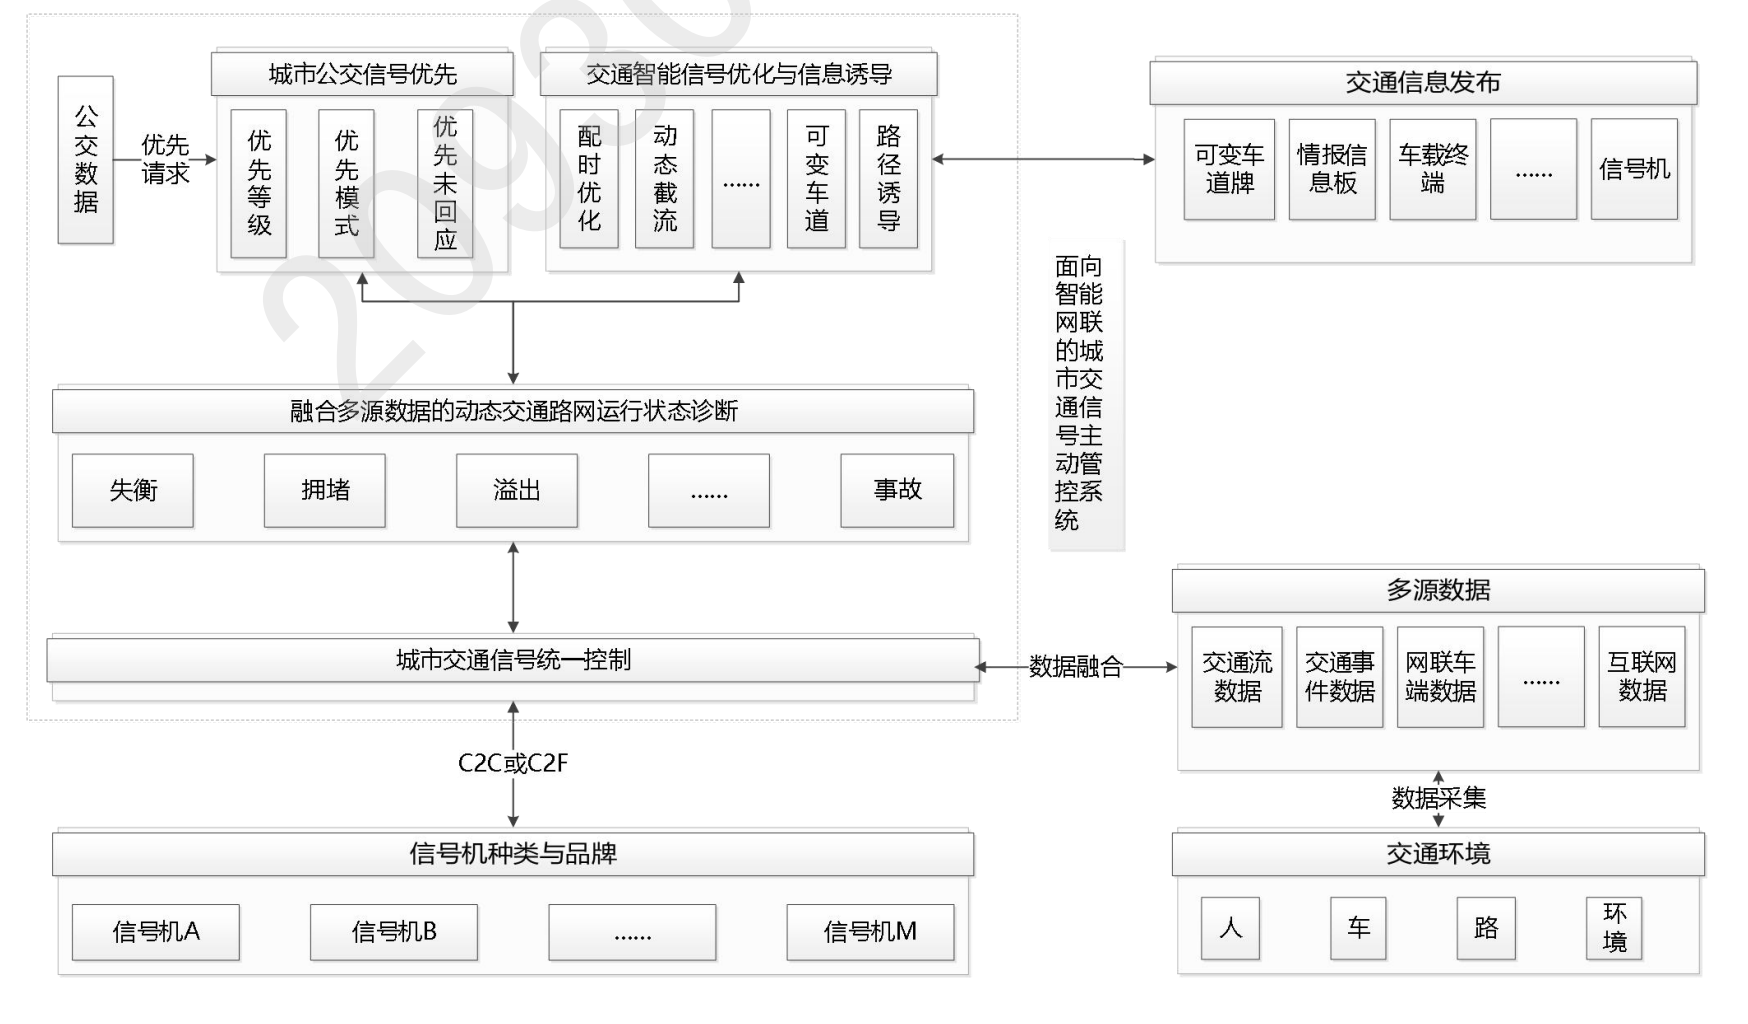 城市公交信号优先
交通智能信号优化与信息诱导
交通信息发布
公交数据
优先
请求
优先等级
优先模式
优先未回应
配时优化
动态截流
......
可变车道
路径诱导
可变车
道牌
情报信
息板
车载终
端
......
信号机
面向
智能
网联
的城
市交
通信
号主
动管
控系
统
融合多源数据的动态交通路网运行状态诊断
失衡
拥堵
溢出
......
事故
城市交通信号统一控制
数据融合
多源数据
交通流
数据
交通事
件数据
网联车
端数据
......
互联网
数据
C2C或C2F
数据采集
信号机种类与品牌
信号机A
信号机B
......
信号机M
交通环境
人
车
路
环境